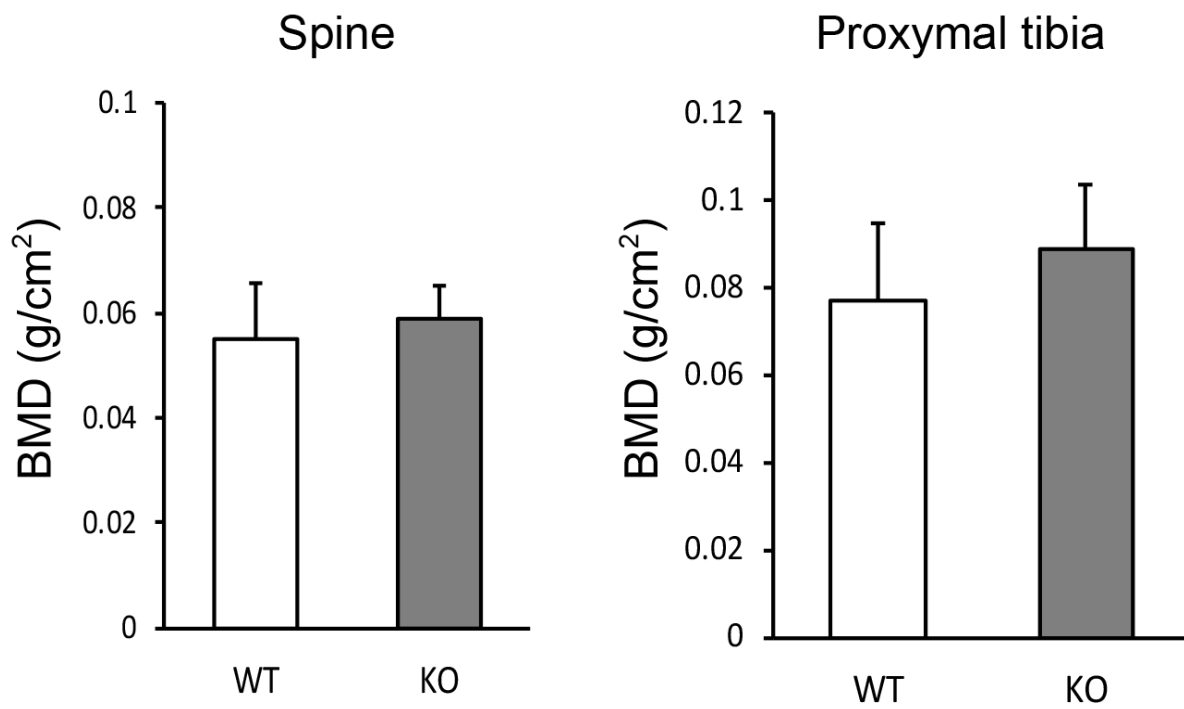 Spine
BMD (g/cm²)
0.1
0.08
0.06
0.04
0.02
0
WT KO
Proxymal tibia
BMD (g/cm²)
0.12
0.1
0.08
0.06
0.04
0.02
0
WT KO